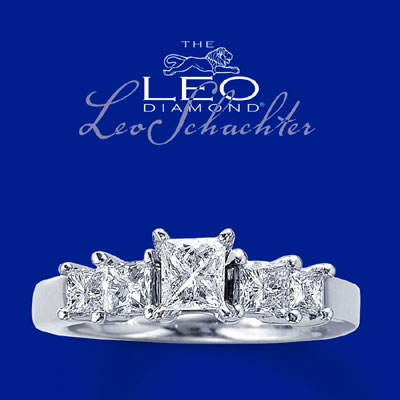 THE
LEO
DIAMOND®
Leo Schachter